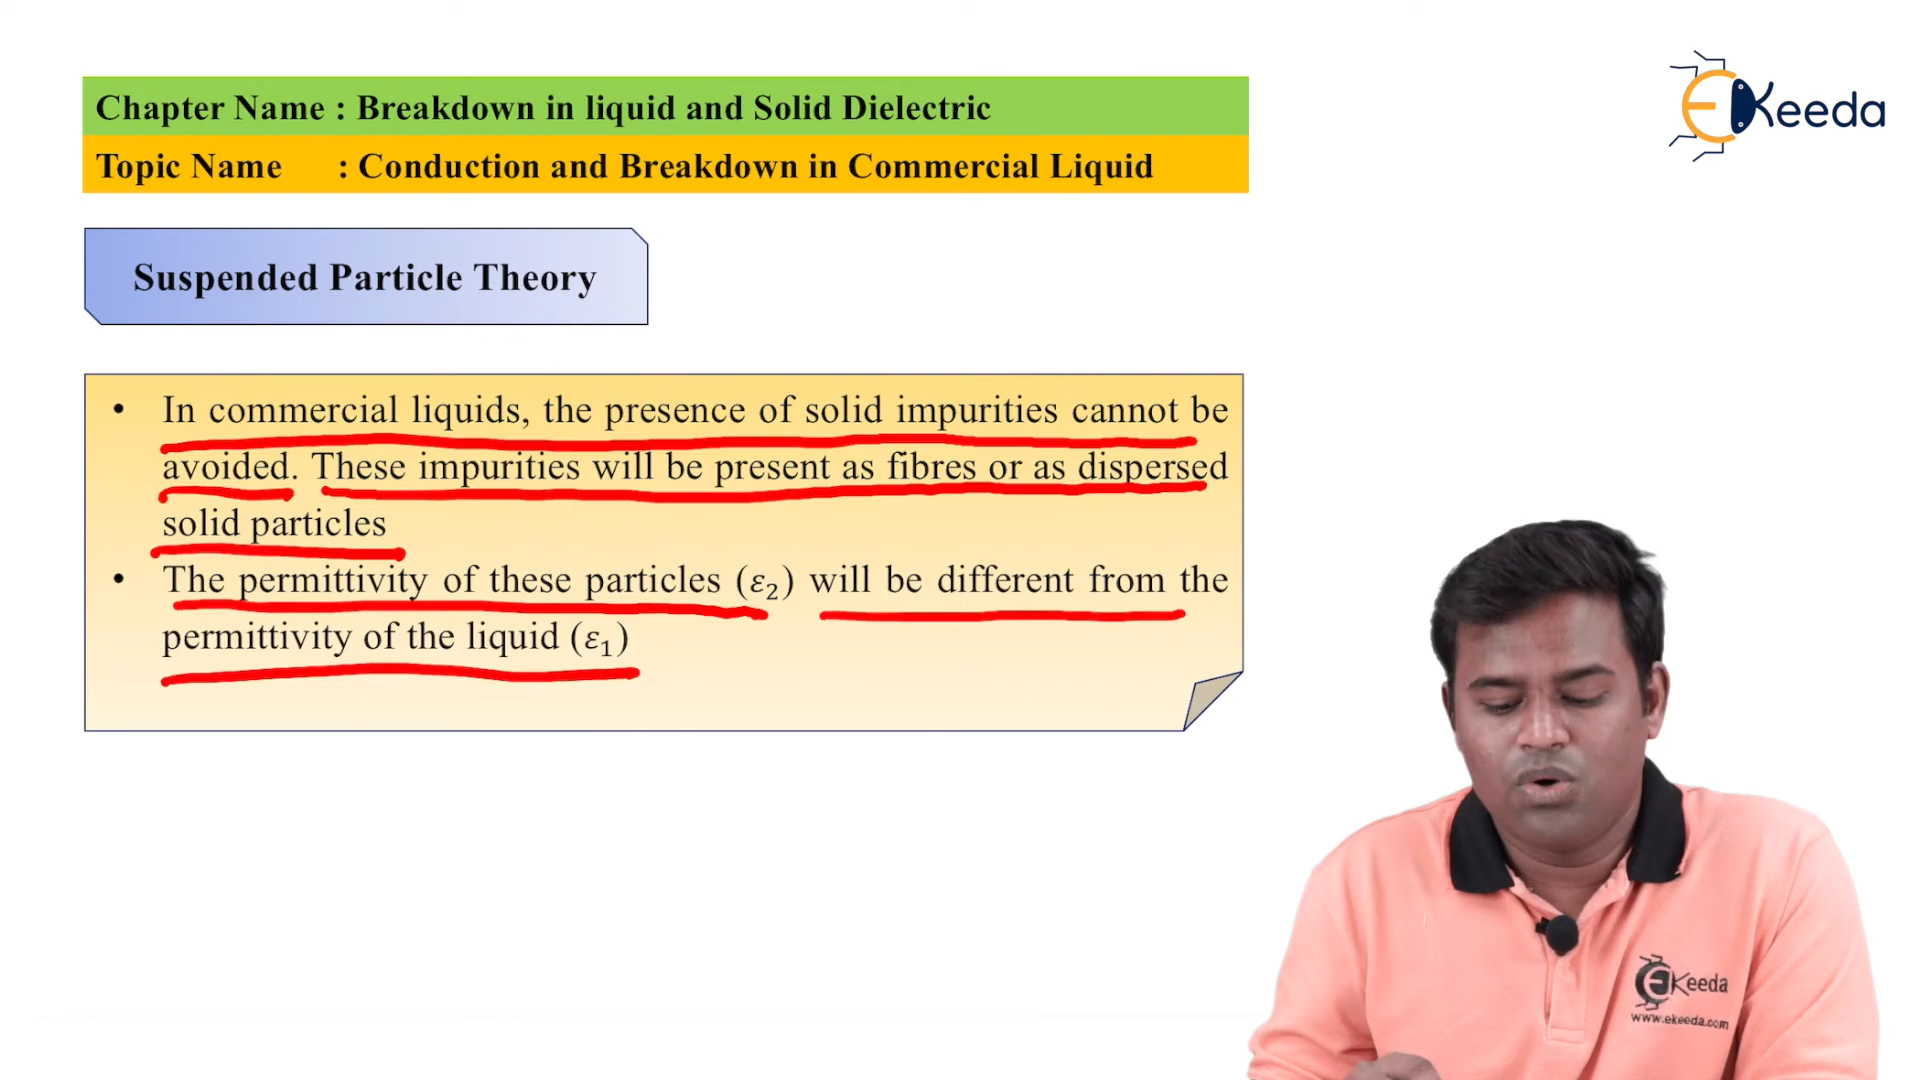 Chapter Name : Breakdown in liquid and Solid Dielectric
EKeeda
Topic Name : Conduction and Breakdown in Commercial Liquid
Suspended Particle Theory
• In commercial liquids, the presence of solid impurities cannot be
avoided. These impurities will be present as fibres or as dispersed
solid particles
• The permittivity of these particles (ε₂) will be different from the
permittivity of the liquid (ε₁)
EKeeda
www.ekeeda.com